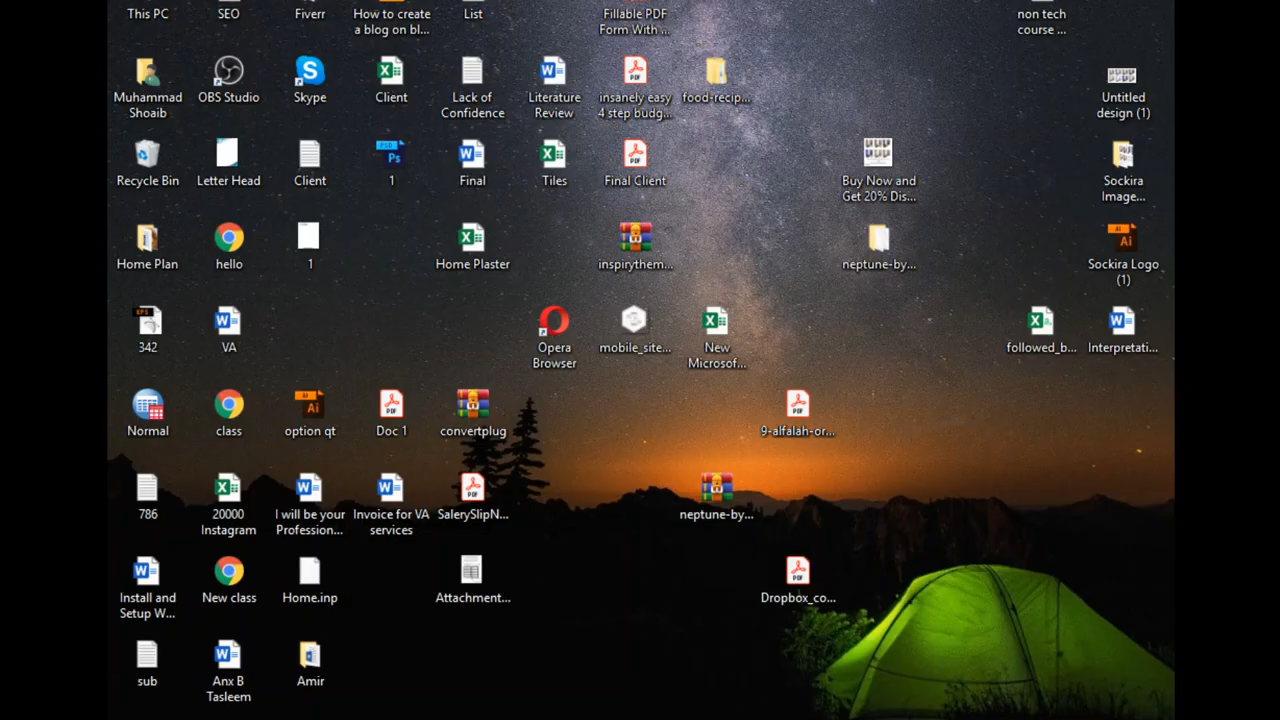 This PC
SEO
Fiverr
How to create
a blog on bl...
List
Fillable PDF
Form With ...
non tech
course ...
Muhammad
Shoaib
OBS Studio
Skype
Client
Lack of
Confidence
Literature
Review
insanely easy
4 step budg...
food-recip...
Untitled
design (1)
Recycle Bin
Letter Head
Client
1
Final
Tiles
Final Client
Buy Now and
Get 20% Dis...
Sockira
Image...
Home Plan
hello
1
Home Plaster
inspirythem...
neptune-by...
Sockira Logo
(1)
342
VA
Opera
Browser
mobile_site...
New
Microsof...
followed_b...
Interpretati...
Normal
class
option qt
Doc 1
convertplug
9-alfalah-or...
786
20000
Instagram
I will be your
Profession...
Invoice for VA
services
SalerySlipN...
neptune-by...
Install and
Setup W...
New class
Home.inp
Attachment...
Dropbox_co...
sub
Anx B
Tasleem
Amir